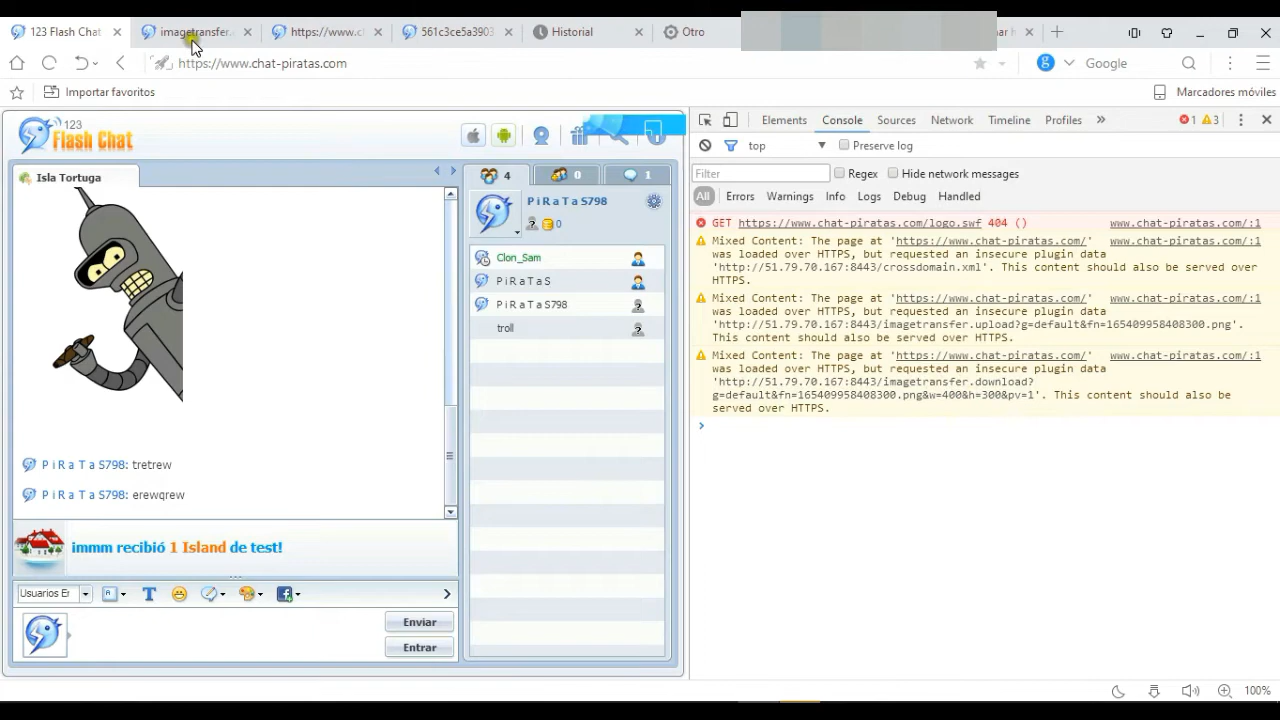 123 Flash Chat
imagetransfer.
https://www.c
561c3ce5a3903
Historial
Otro
https://www.chat-piratas.com
Google
Importar favoritos
Marcadores móviles
123
Flash Chat
Isla Tortuga
4
0
1
P i R a T a S798
0
Clon_Sam
P i R a T a S
P i R a T a S798
troll
P i R a T a S798: tretrew
P i R a T a S798: erewqrew
immm recibió 1 Island de test!
Usuarios Er
Enviar
Entrar
Elements Console Sources Network Timeline Profiles
1 3
top
Preserve log
Filter
Regex
Hide network messages
All Errors Warnings Info Logs Debug Handled
GET https://www.chat-piratas.com/logo.swf 404 () www.chat-piratas.com/:1
Mixed Content: The page at 'https://www.chat-piratas.com/' www.chat-piratas.com/:1
was loaded over HTTPS, but requested an insecure plugin data
'http://51.79.70.167:8443/crossdomain.xml'. This content should also be served over
HTTPS.
Mixed Content: The page at 'https://www.chat-piratas.com/' www.chat-piratas.com/:1
was loaded over HTTPS, but requested an insecure plugin data
'http://51.79.70.167:8443/imagetransfer.upload?g=default&fn=165409958408300.png'.
This content should also be served over HTTPS.
Mixed Content: The page at 'https://www.chat-piratas.com/' www.chat-piratas.com/:1
was loaded over HTTPS, but requested an insecure plugin data
'http://51.79.70.167:8443/imagetransfer.download?
g=default&fn=165409958408300.png&w=400&h=300&pv=1'. This content should also be
served over HTTPS.
100%